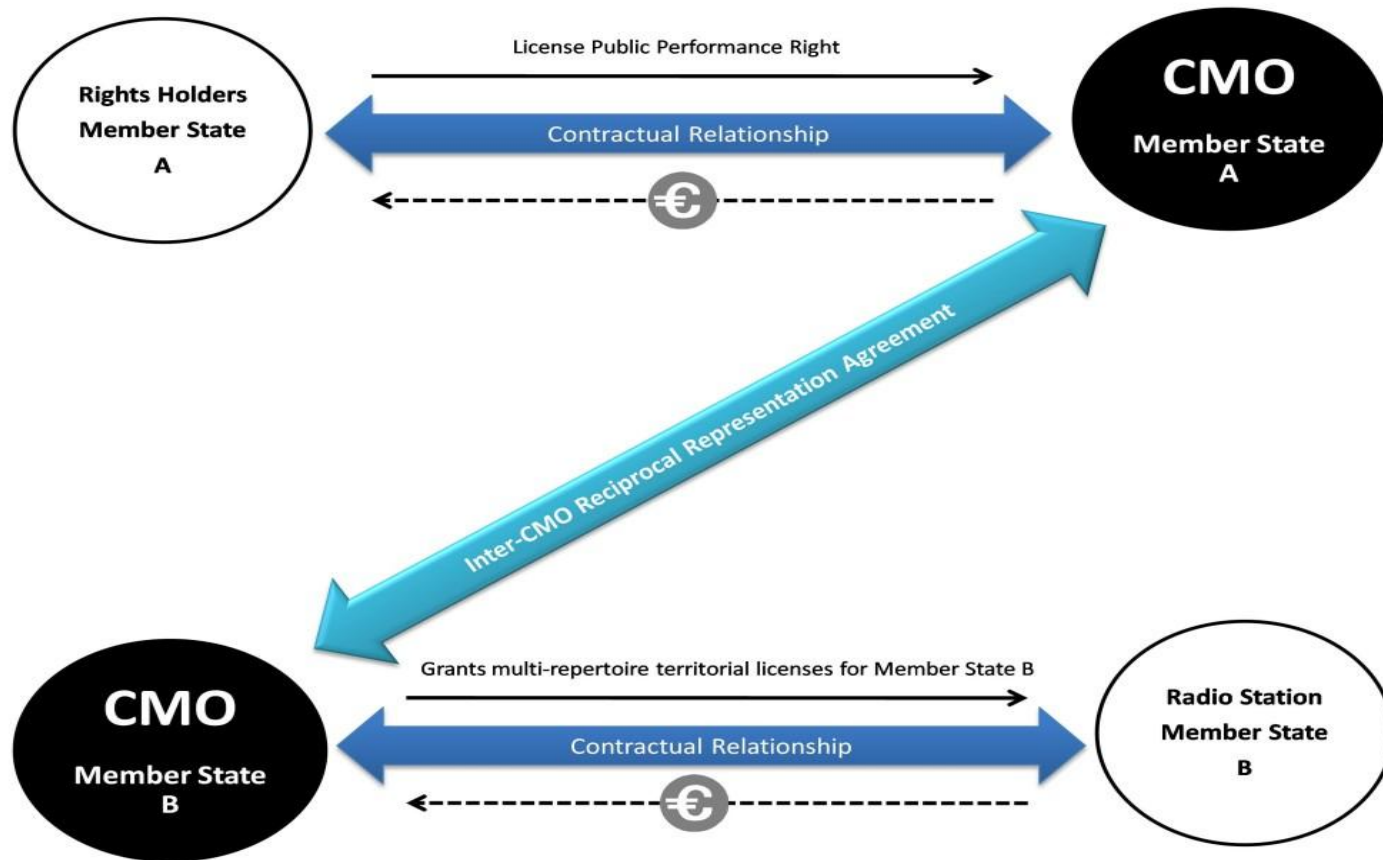 License Public Performance Right
Rights Holders
Member State
A
Contractual Relationship
€
CMO
Member State
A
Inter-CMO Reciprocal Representation Agreement
CMO
Member State
B
Grants multi-repertoire territorial licenses for Member State B
Contractual Relationship
€
Radio Station
Member State
B